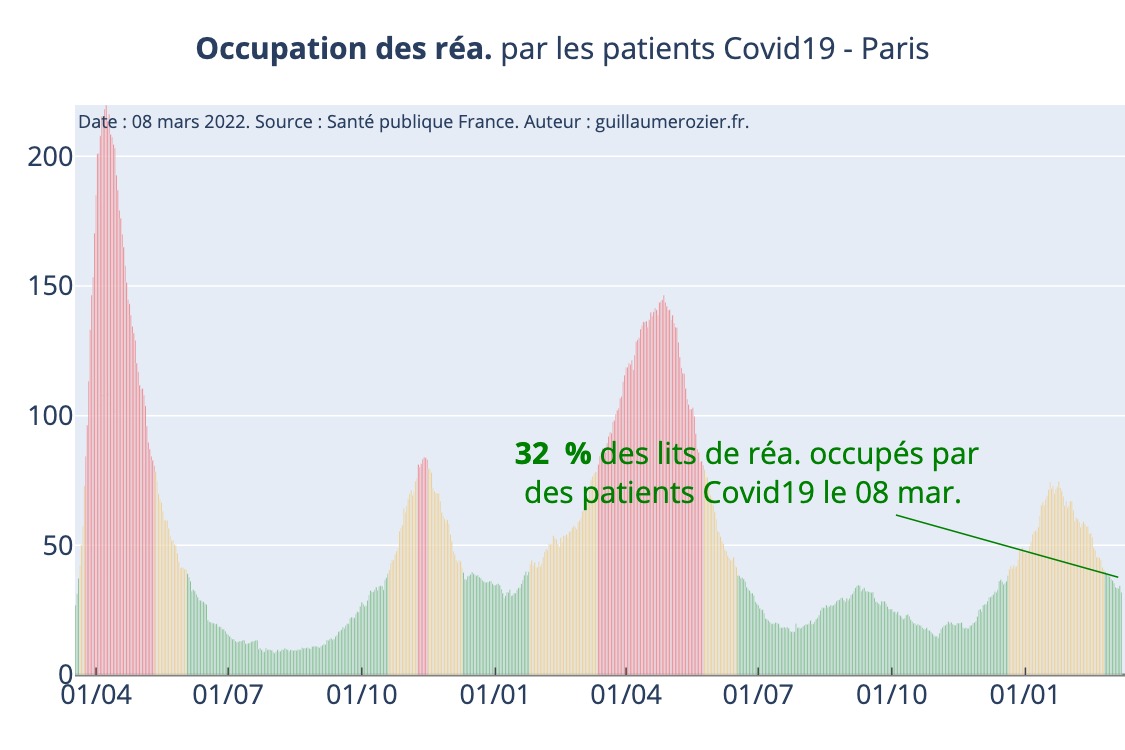 Occupation des réa. par les patients Covid19 - Paris
Date : 08 mars 2022. Source : Santé publique France. Auteur : guillaumerozier.fr.
200
150
100
32  % des lits de réa. occupés par
des patients Covid19 le 08 mar.
50
0
01/04 01/07 01/10 01/01 01/04 01/07 01/10 01/01